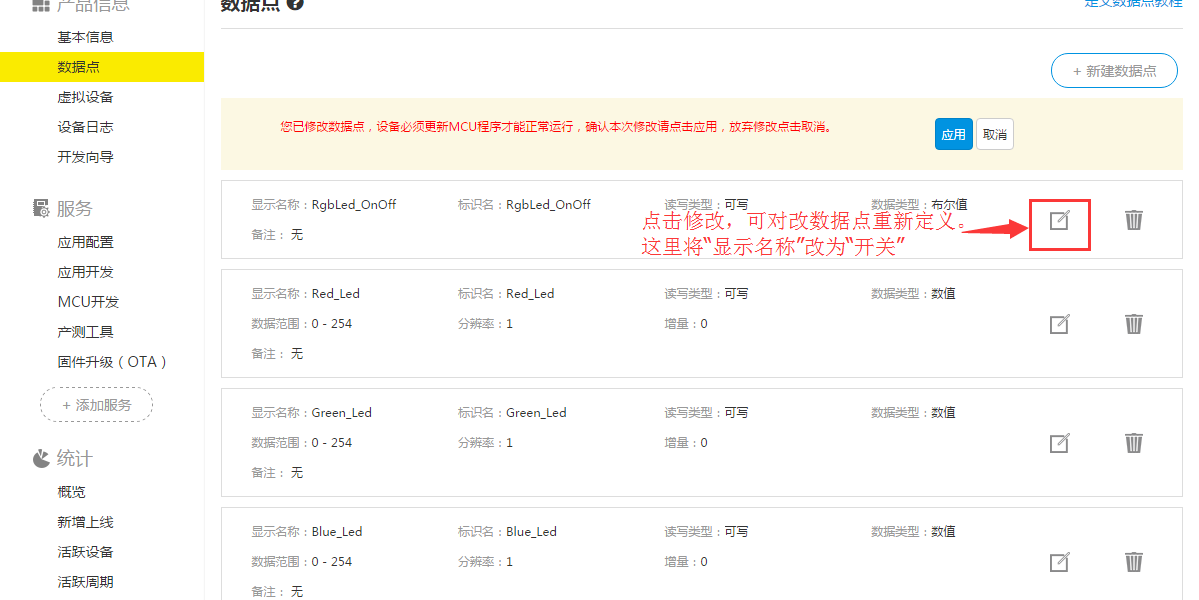 产品信息
基本信息
数据点
虚拟设备
设备日志
开发向导
服务
应用配置
应用开发
MCU开发
产测工具
固件升级（OTA）
+ 添加服务
统计
概览
新增上线
活跃设备
活跃周期
数据点 ?
定义数据点教程
+ 新建数据点
您已修改数据点，设备必须更新MCU程序才能正常运行，确认本次修改请点击应用，放弃修改点击取消。
应用 取消
显示名称：RgbLed_OnOff 标识名：RgbLed_OnOff 读写类型：可写 数据类型：布尔值
备注： 无
点击修改，可对改数据点重新定义。
这里将“显示名称”改为“开关”
显示名称：Red_Led 标识名：Red_Led 读写类型：可写 数据类型：数值
数据范围：0 - 254 分辨率：1 增量：0
备注： 无
显示名称：Green_Led 标识名：Green_Led 读写类型：可写 数据类型：数值
数据范围：0 - 254 分辨率：1 增量：0
备注： 无
显示名称：Blue_Led 标识名：Blue_Led 读写类型：可写 数据类型：数值
数据范围：0 - 254 分辨率：1 增量：0
备注： 无